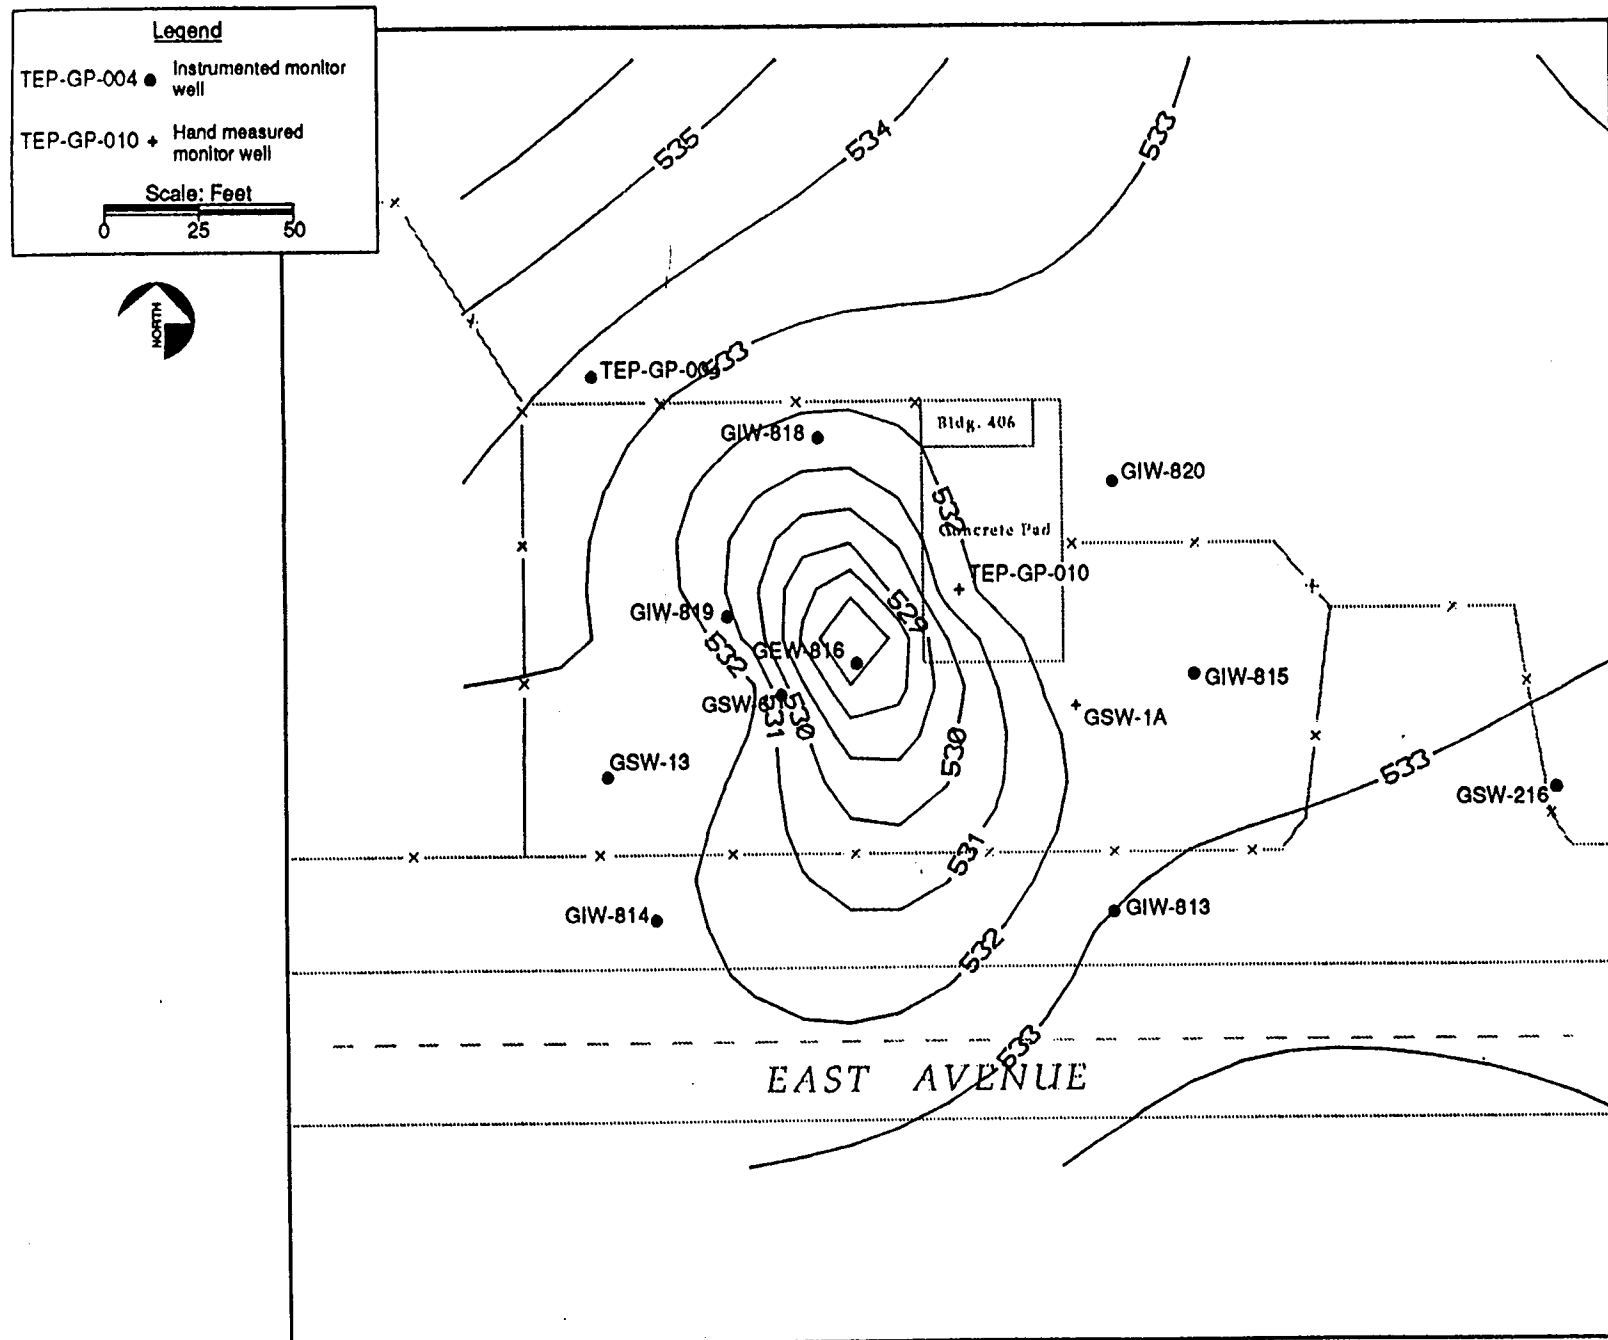 Legend
TEP-GP-004 Instrumented monitor
well
TEP-GP-010 + Hand measured
monitor well
Scale: Feet
0 25 50
NORTH
535
534
533
533
TEP-GP-00
GIW-818
Bldg. 406
GIW-820
532
Concrete Pad
TEP-GP-010
529
GIW-819
532
GEW-816
GIW-815
GSW-6
531
530
GSW-1A
530
GSW-13
533
GSW-216
531
GIW-814
GIW-813
532
533
EAST AVENUE